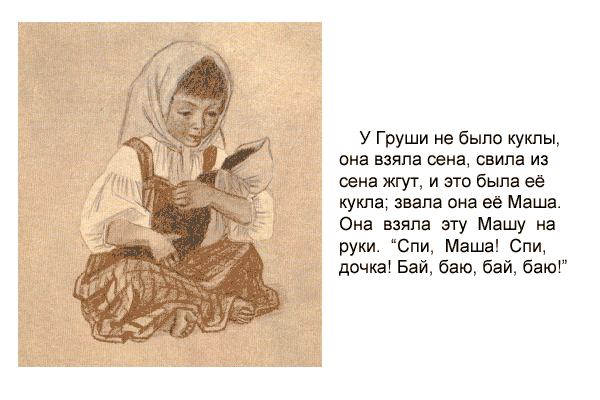 У Груши не было куклы,
она взяла сена, свила из
сена жгут, и это была её
кукла; звала она её Маша.
Она взяла эту Машу на
руки. “Спи, Маша! Спи,
дочка! Бай, баю, бай, баю!”